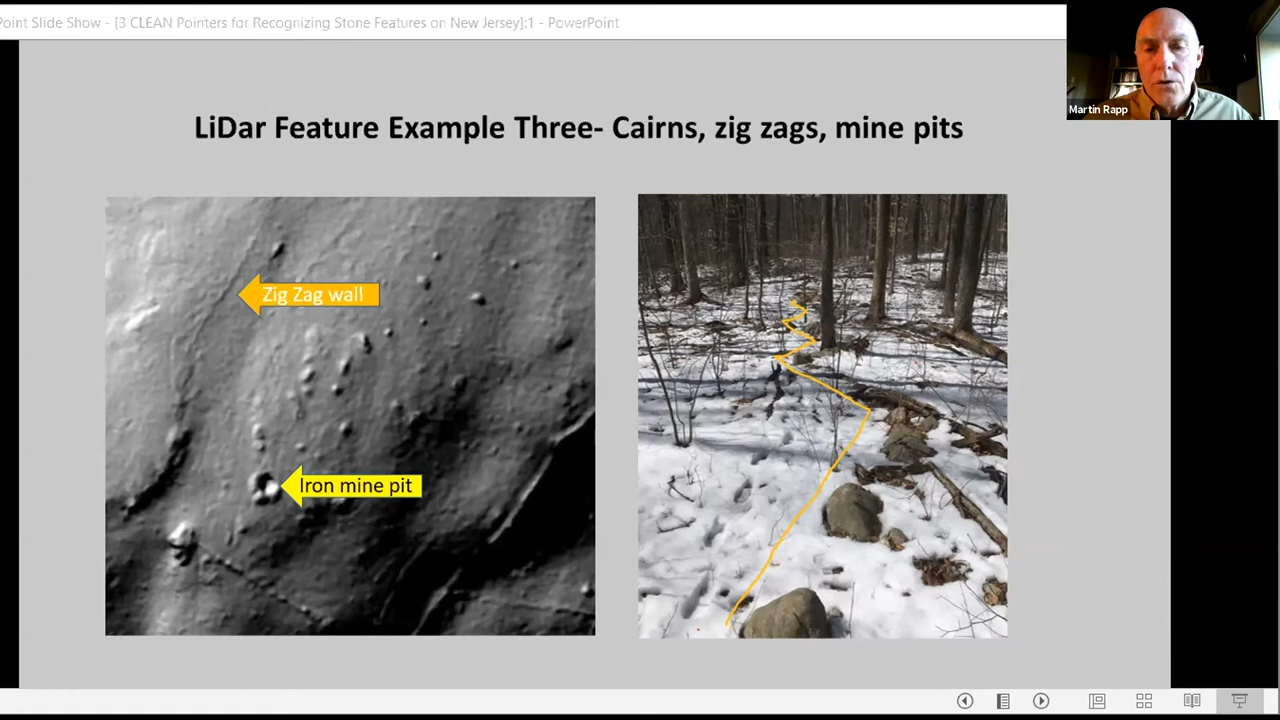 Point Slide Show - [3 CLEAN Pointers for Recognizing Stone Features on New Jersey]:1 - PowerPoint
Martin Rapp
LiDar Feature Example Three- Cairns, zig zags, mine pits
Zig Zag wall
Iron mine pit